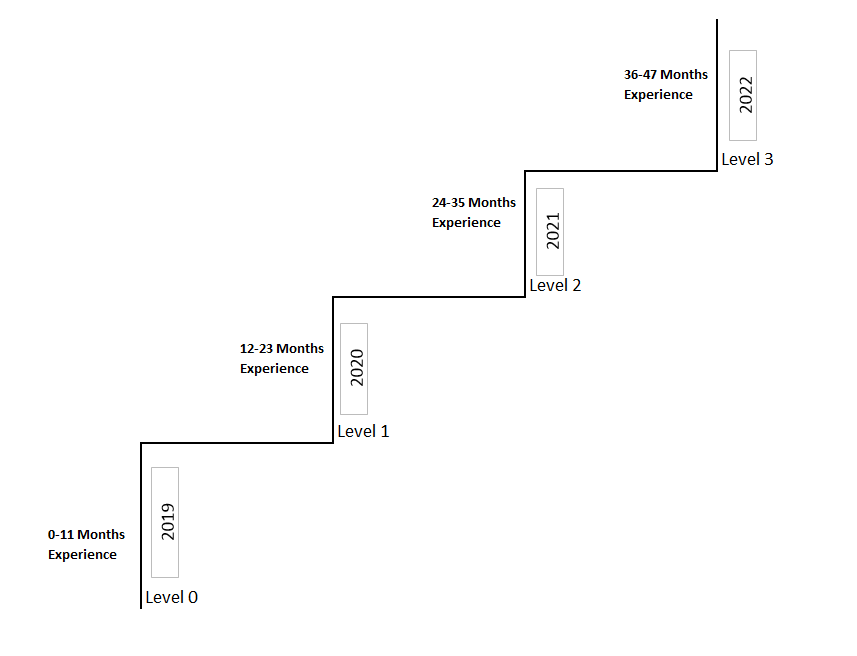 36-47 Months
Experience
2022
Level 3
24-35 Months
Experience
2021
Level 2
12-23 Months
Experience
2020
Level 1
0-11 Months
Experience
2019
Level 0